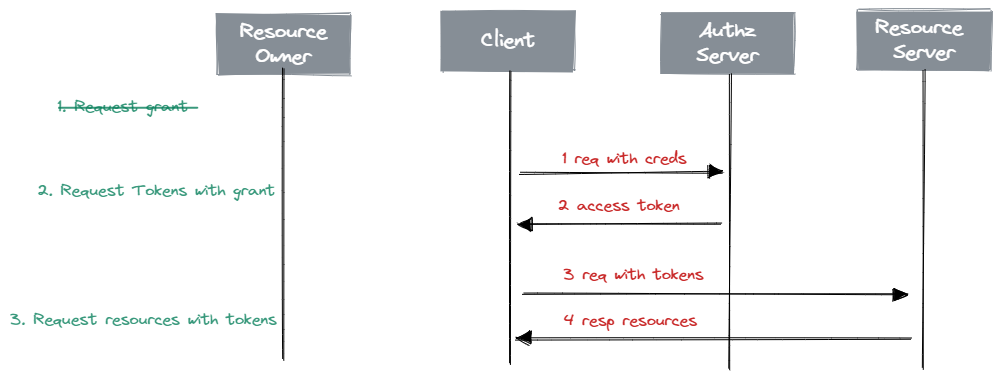 Resource
Owner
Client
Authz
Server
Resource
Server
1. Request grant
1 req with creds
2. Request Tokens with grant
2 access token
3 req with tokens
3. Request resources with tokens
4 resp resources